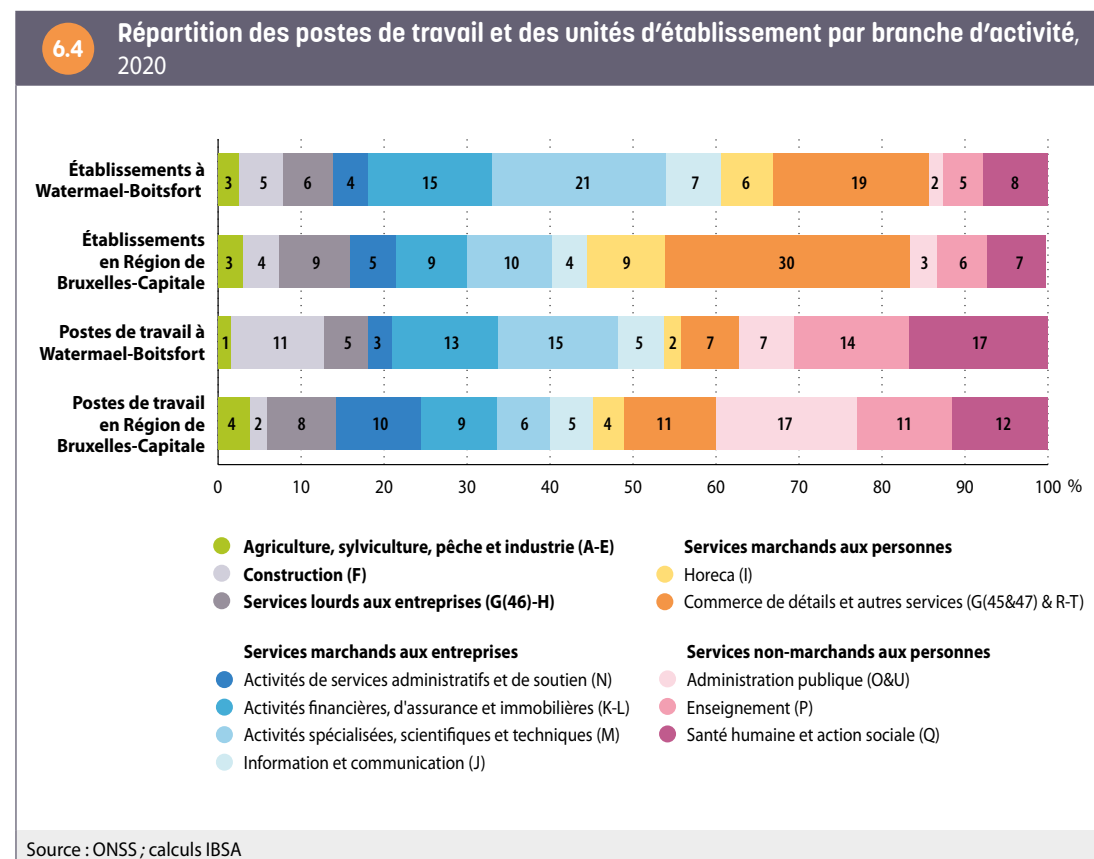 6.4
Répartition des postes de travail et des unités d'établissement par branche d'activité,
2020
Établissements à
Watermael-Boitsfort
3 5 6 4 15 21 7 6 19 2 5 8
Établissements
en Région de
Bruxelles-Capitale
3 4 9 5 9 10 4 9 30 3 6 7
Postes de travail à
Watermael-Boitsfort
1 11 5 3 13 15 5 2 7 7 14 17
Postes de travail
en Région de
Bruxelles-Capitale
4 2 8 10 9 6 5 4 11 17 11 12
0 10 20 30 40 50 60 70 80 90 100 %
Agriculture, sylviculture, pêche et industrie (A-E)
Construction (F)
Services lourds aux entreprises (G(46)-H)
Services marchands aux entreprises
Activités de services administratifs et de soutien (N)
Activités financières, d'assurance et immobilières (K-L)
Activités spécialisées, scientifiques et techniques (M)
Information et communication (J)
Services marchands aux personnes
Horeca (I)
Commerce de détails et autres services (G(45&47) & R-T)
Services non-marchands aux personnes
Administration publique (O&U)
Enseignement (P)
Santé humaine et action sociale (Q)
Source : ONSS ; calculs IBSA